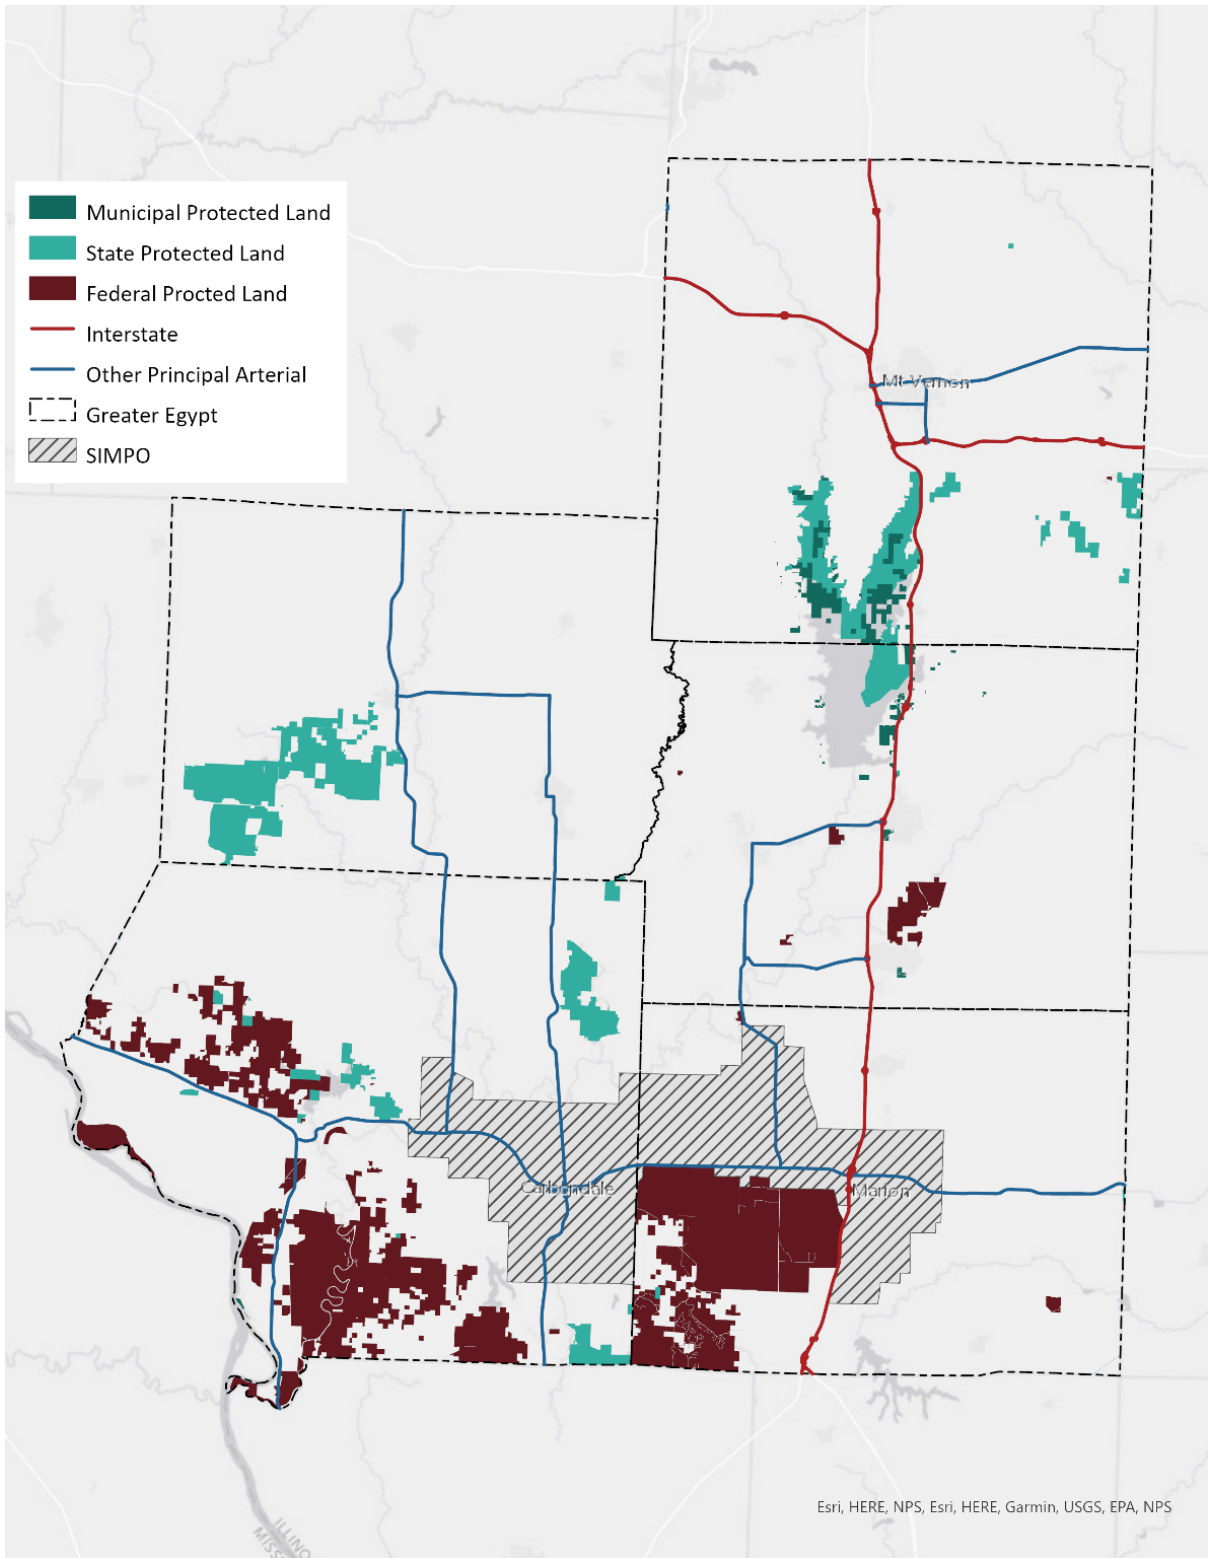 Municipal Protected Land
State Protected Land
Federal Procted Land
Interstate
Other Principal Arterial
Greater Egypt
SIMPO
Mt Vernon
Carbondale
Marion
Esri, HERE, NPS, Esri, HERE, Garmin, USGS, EPA, NPS